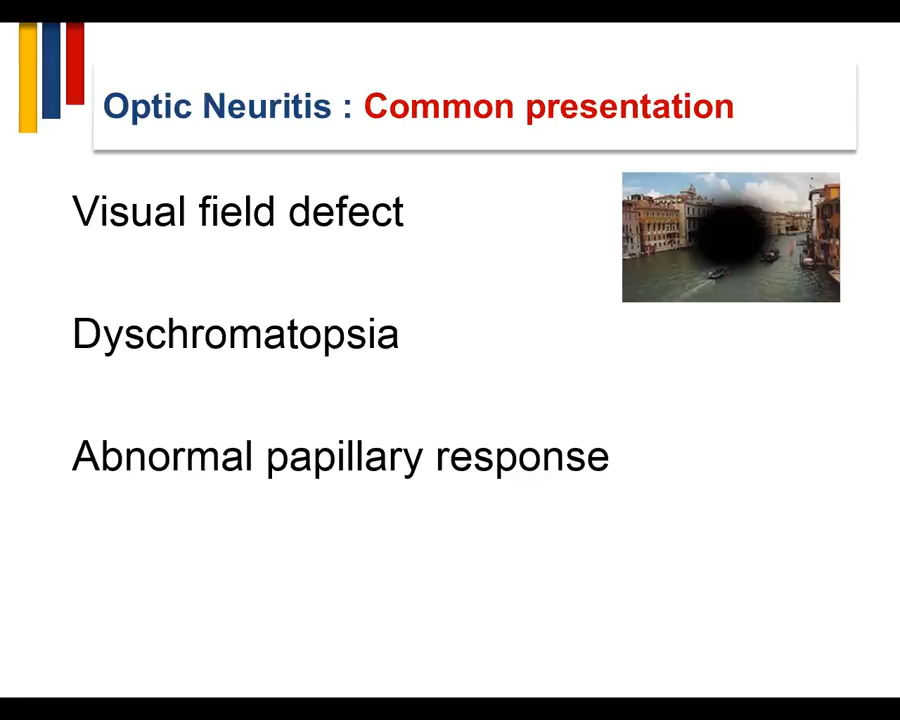 Optic Neuritis : Common presentation
Visual field defect
Dyschromatopsia
Abnormal papillary response